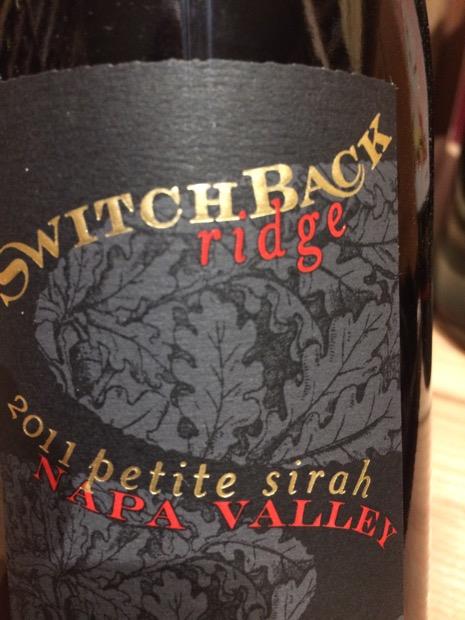 SWITCHBACK
ridge
2011 petite sirah
NAPA VALLEY